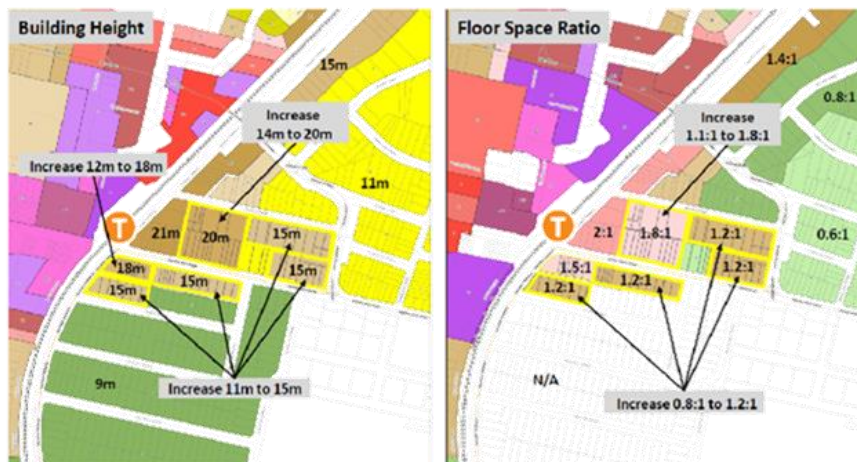 Building Height
15m
Increase
14m to 20m
Increase 12m to 18m
11m
T
21m
20m
15m
18m
15m
15m
15m
9m
Increase 11m to 15m
Floor Space Ratio
1.4:1
0.8:1
Increase
1.1:1 to 1.8:1
T
2:1
1.8:1
1.2:1
0.6:1
1.5:1
1.2:1
1.2:1
1.2:1
N/A
Increase 0.8:1 to 1.2:1